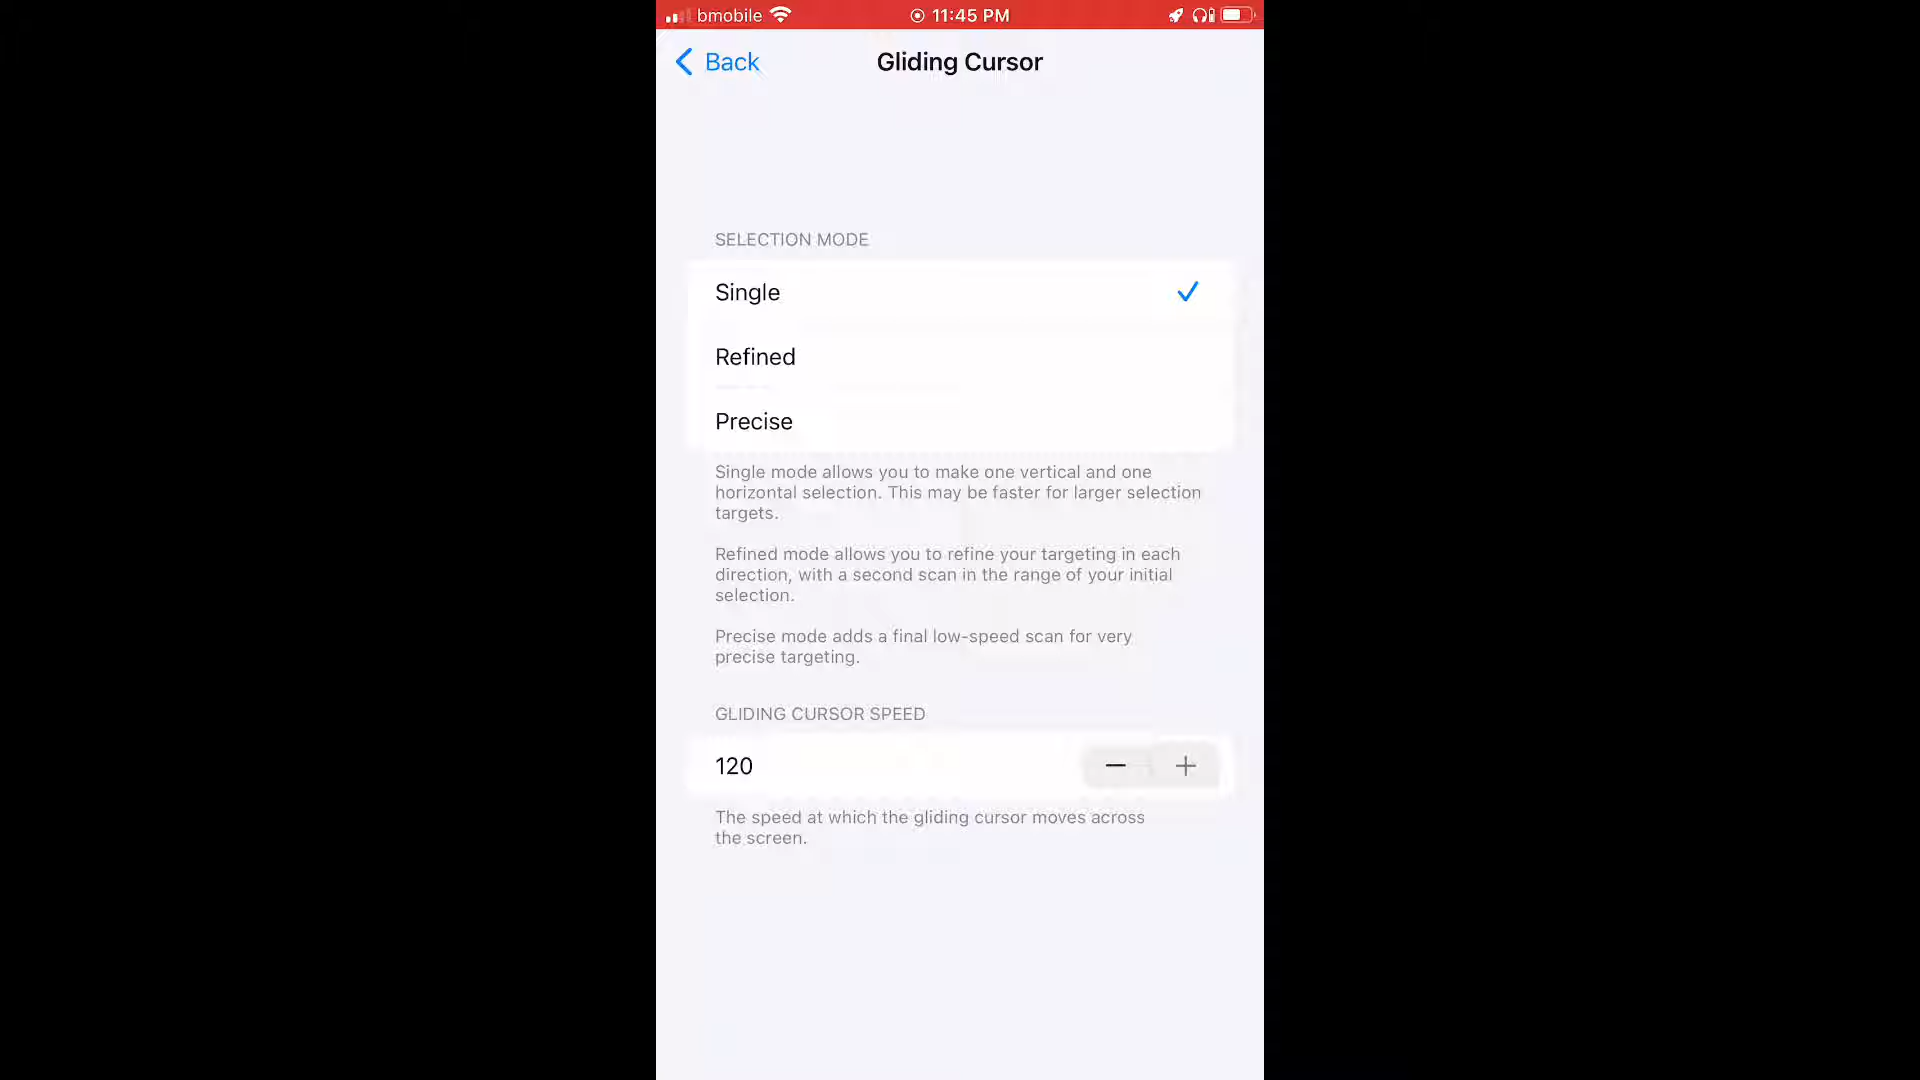 bmobile 11:45 PM
Back Gliding Cursor
SELECTION MODE
Single
Refined
Precise
Single mode allows you to make one vertical and one
horizontal selection. This may be faster for larger selection
targets.
Refined mode allows you to refine your targeting in each
direction, with a second scan in the range of your initial
selection.
Precise mode adds a final low-speed scan for very
precise targeting.
GLIDING CURSOR SPEED
120
The speed at which the gliding cursor moves across
the screen.